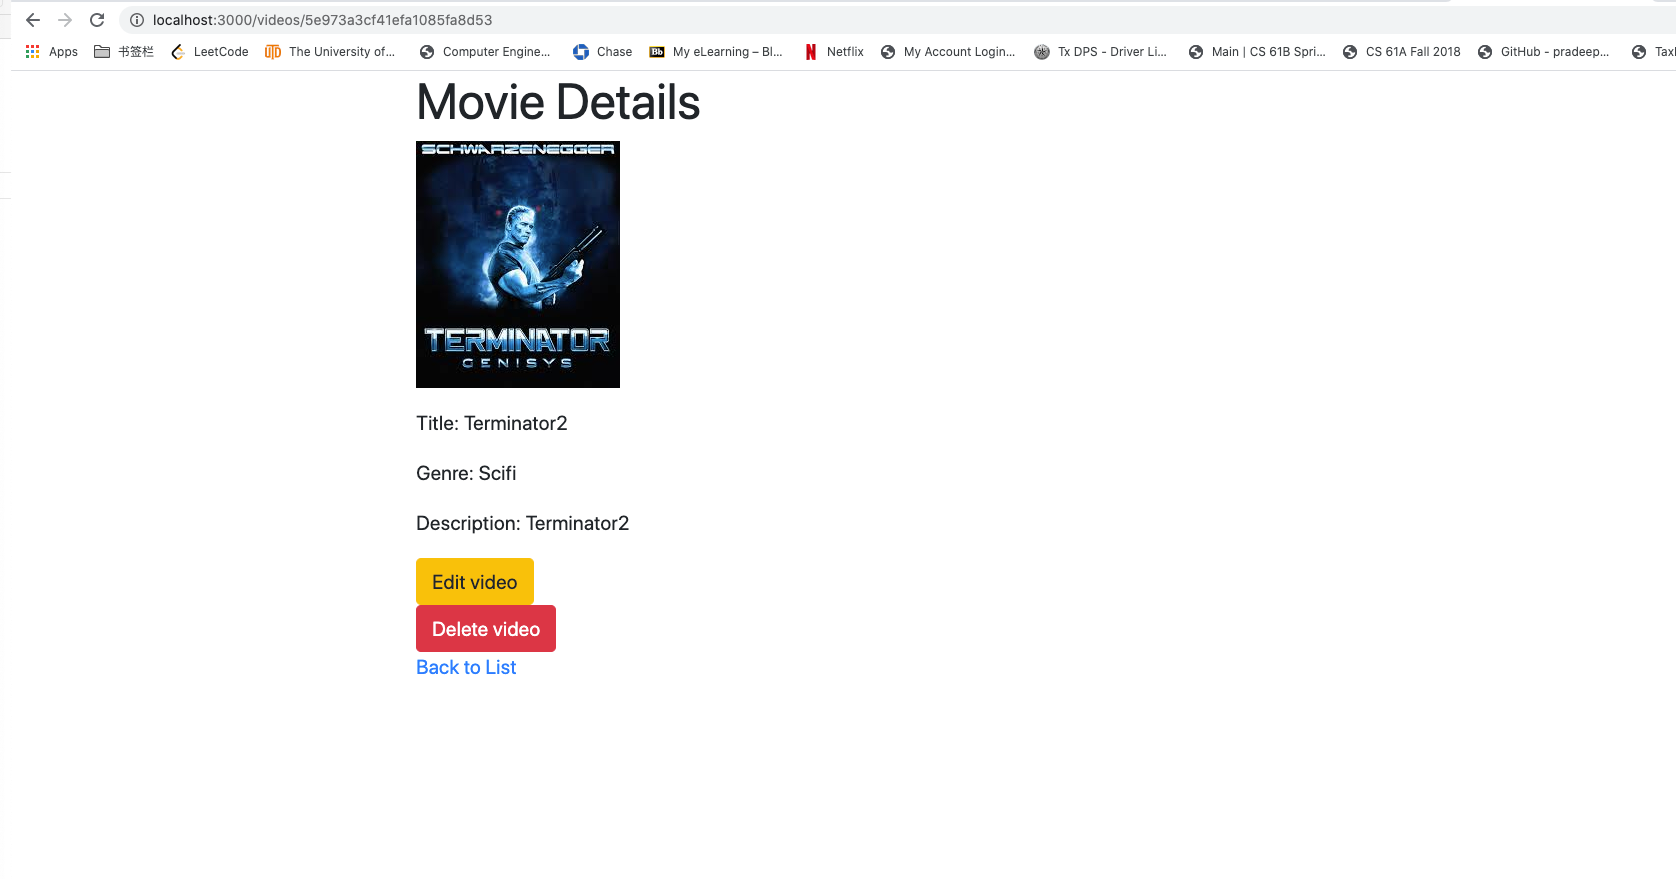 localhost:3000/videos/5e973a3cf41efa1085fa8d53
Apps 书签栏 LeetCode The University of... Computer Engine... Chase Bb My eLearning – Bl... Netflix My Account Login... Tx DPS - Driver Li... Main | CS 61B Spri... CS 61A Fall 2018 GitHub - pradeep... Taxl
Movie Details
SCHWARZENEGGER
TERMINATOR
GENISYS
Title: Terminator2
Genre: Scifi
Description: Terminator2
Edit video
Delete video
Back to List